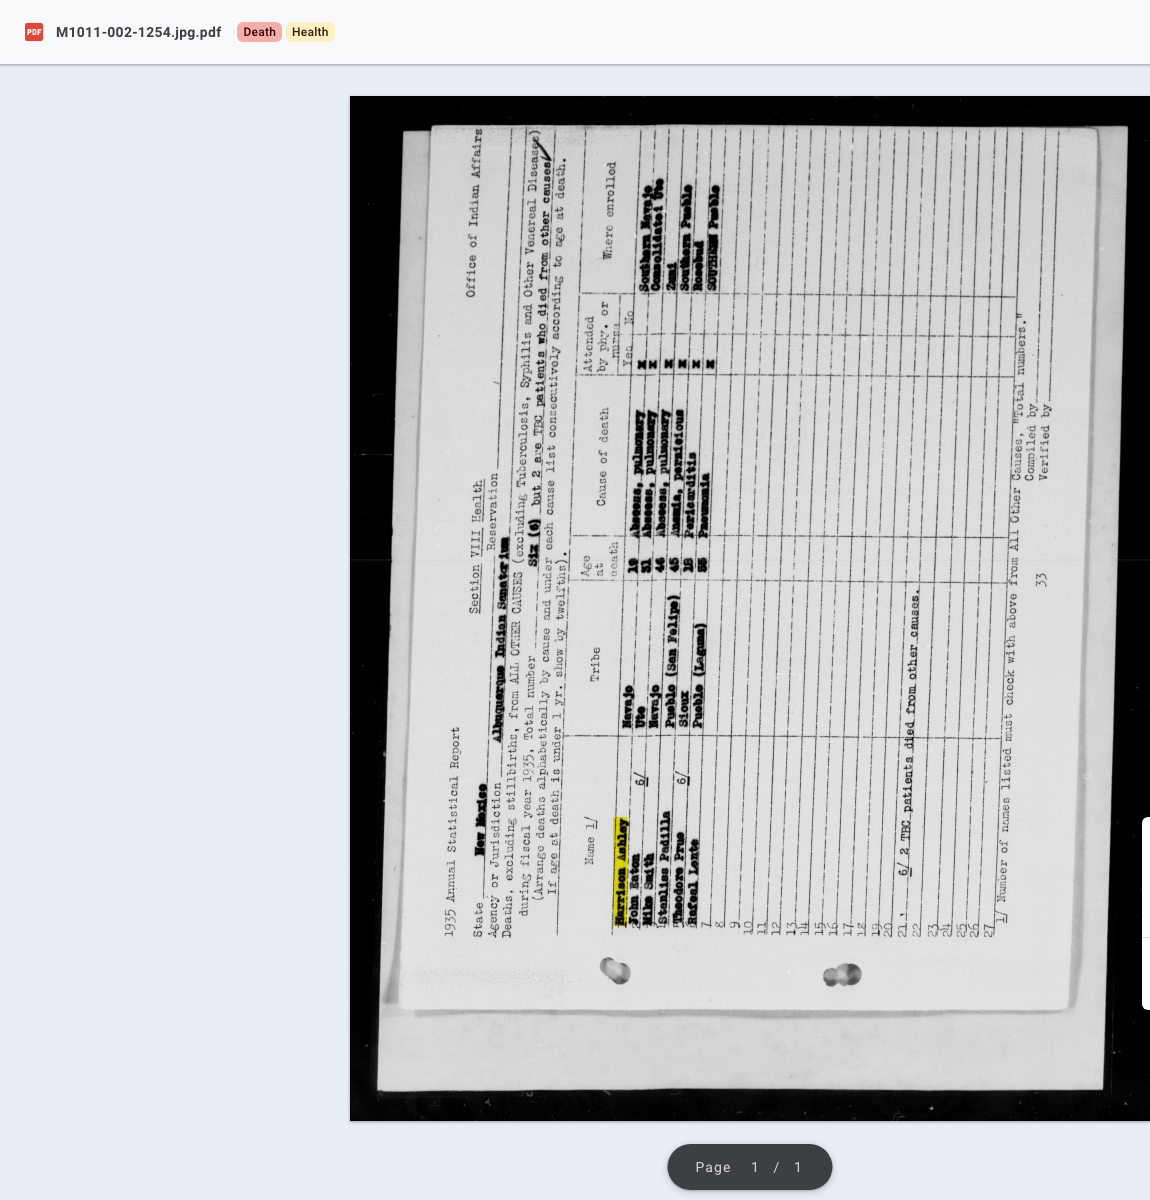 M1011-002-1254.jpg.pdf Death Health
1935 Annual Statistical Report Office of Indian Affairs
Section VIII Health
State New Mexico
Agency or Jurisdiction Albuquerque Indian Sanatorium Reservation
Deaths, excluding stillbirths, from ALL OTHER CAUSES (excluding Tuberculosis, Syphilis and Other Venereal Diseases)
during fiscal year 1935, Total number Six (6) but 2 are TBC patients who died from other causes
(Arrange deaths alphabetically by cause and under each cause list consecutively according to age at death.
If age at death is under 1 yr. show by twelfths).
Name 1/ Tribe Age at death Cause of death Attended by phy. or nurse Yes No Where enrolled
Harrison Ashley Navajo 19 Abscess, pulmonary x Southern Navajo
John Eaton 6/ Ute 31 Abscess, pulmonary x Consolidated Ute
Mike Smith Navajo 44 Abscess, pulmonary x Zuni
Stanliss Padilla Pueblo (San Felipe) 45 Anemia, pernicious x Southern Pueblo
Theodore Prue 6/ Sioux 18 Pericarditis x Rosebud
Rafeal Lente Pueblo (Laguna) Pneumonia x SOUTHERN Pueblo
7
8
9
10
11
12
13
14
15
16
17
18
19
20
21
22 6/ 2 TBC patients died from other causes.
23
24
25
26
27
1/ Number of names listed must check with above from All Other Causes, "Total numbers."
Compiled by
33 Verified by
Page 1 / 1